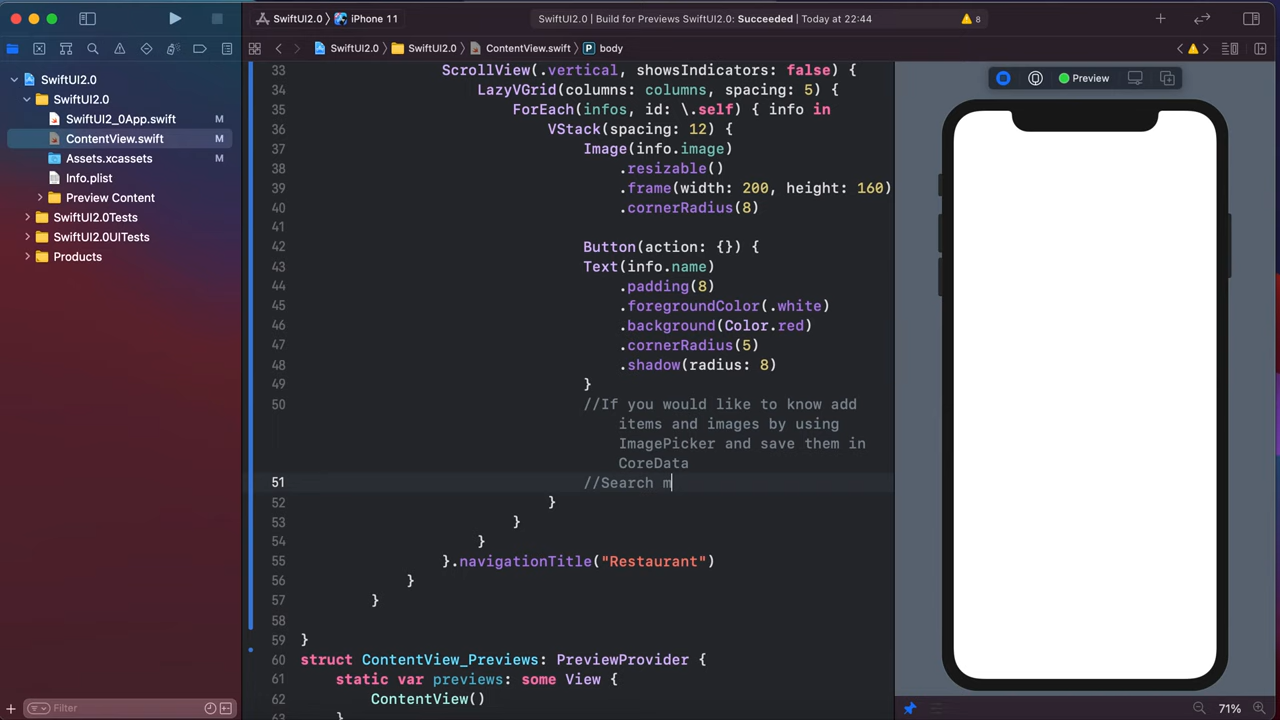 SwiftUI2.0 〉 iPhone 11
SwiftUI2.0 | Build for Previews SwiftUI2.0: Succeeded | Today at 22:44
8
SwiftUI2.0 〉 SwiftUI2.0 〉 ContentView.swift 〉 P body
SwiftUI2.0
SwiftUI2.0
SwiftUI2_0App.swift M
ContentView.swift M
Assets.xcassets M
Info.plist
Preview Content
SwiftUI2.0Tests
SwiftUI2.0UITests
Products
Filter
33 ScrollView(.vertical, showsIndicators: false) {
34 LazyVGrid(columns: columns, spacing: 5) {
35 ForEach(infos, id: \.self) { info in
36 VStack(spacing: 12) {
37 Image(info.image)
38 .resizable()
39 .frame(width: 200, height: 160)
40 .cornerRadius(8)
41
42 Button(action: {}) {
43 Text(info.name)
44 .padding(8)
45 .foregroundColor(.white)
46 .background(Color.red)
47 .cornerRadius(5)
48 .shadow(radius: 8)
49 }
50 //If you would like to know add
items and images by using
ImagePicker and save them in
CoreData
51 //Search m
52 }
53 }
54 }
55 }.navigationTitle("Restaurant")
56 }
57 }
58
59 }
60 struct ContentView_Previews: PreviewProvider {
61 static var previews: some View {
62 ContentView()
63 }
Preview
71%